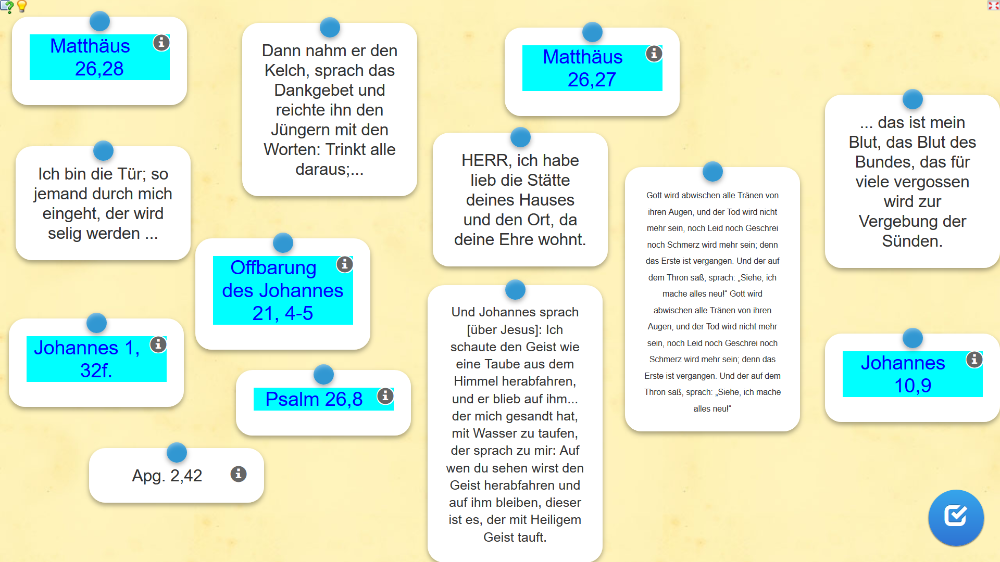 Matthäus
26,28
Dann nahm er den
Kelch, sprach das
Dankgebet und
reichte ihn den
Jüngern mit den
Worten: Trinkt alle
daraus;...
Matthäus
26,27
... das ist mein
Blut, das Blut des
Bundes, das für
viele vergossen
wird zur
Vergebung der
Sünden.
Ich bin die Tür; so
jemand durch mich
eingeht, der wird
selig werden ...
HERR, ich habe
lieb die Stätte
deines Hauses
und den Ort, da
deine Ehre wohnt.
Gott wird abwischen alle Tränen von
ihren Augen, und der Tod wird nicht
mehr sein, noch Leid noch Geschrei
noch Schmerz wird mehr sein; denn
das Erste ist vergangen. Und der auf
dem Thron saß, sprach: „Siehe, ich
mache alles neu!“ Gott wird
abwischen alle Tränen von ihren
Augen, und der Tod wird nicht mehr
sein, noch Leid noch Geschrei noch
Schmerz wird mehr sein; denn das
Erste ist vergangen. Und der auf dem
Thron saß, sprach: „Siehe, ich mache
alles neu!“
Offbarung
des Johannes
21, 4-5
Und Johannes sprach
[über Jesus]: Ich
schaute den Geist wie
eine Taube aus dem
Himmel herabfahren,
und er blieb auf ihm...
der mich gesandt hat,
mit Wasser zu taufen,
der sprach zu mir: Auf
wen du sehen wirst den
Geist herabfahren und
auf ihm bleiben, dieser
ist es, der mit Heiligem
Geist tauft.
Johannes 1,
32f.
Johannes
10,9
Psalm 26,8
Apg. 2,42